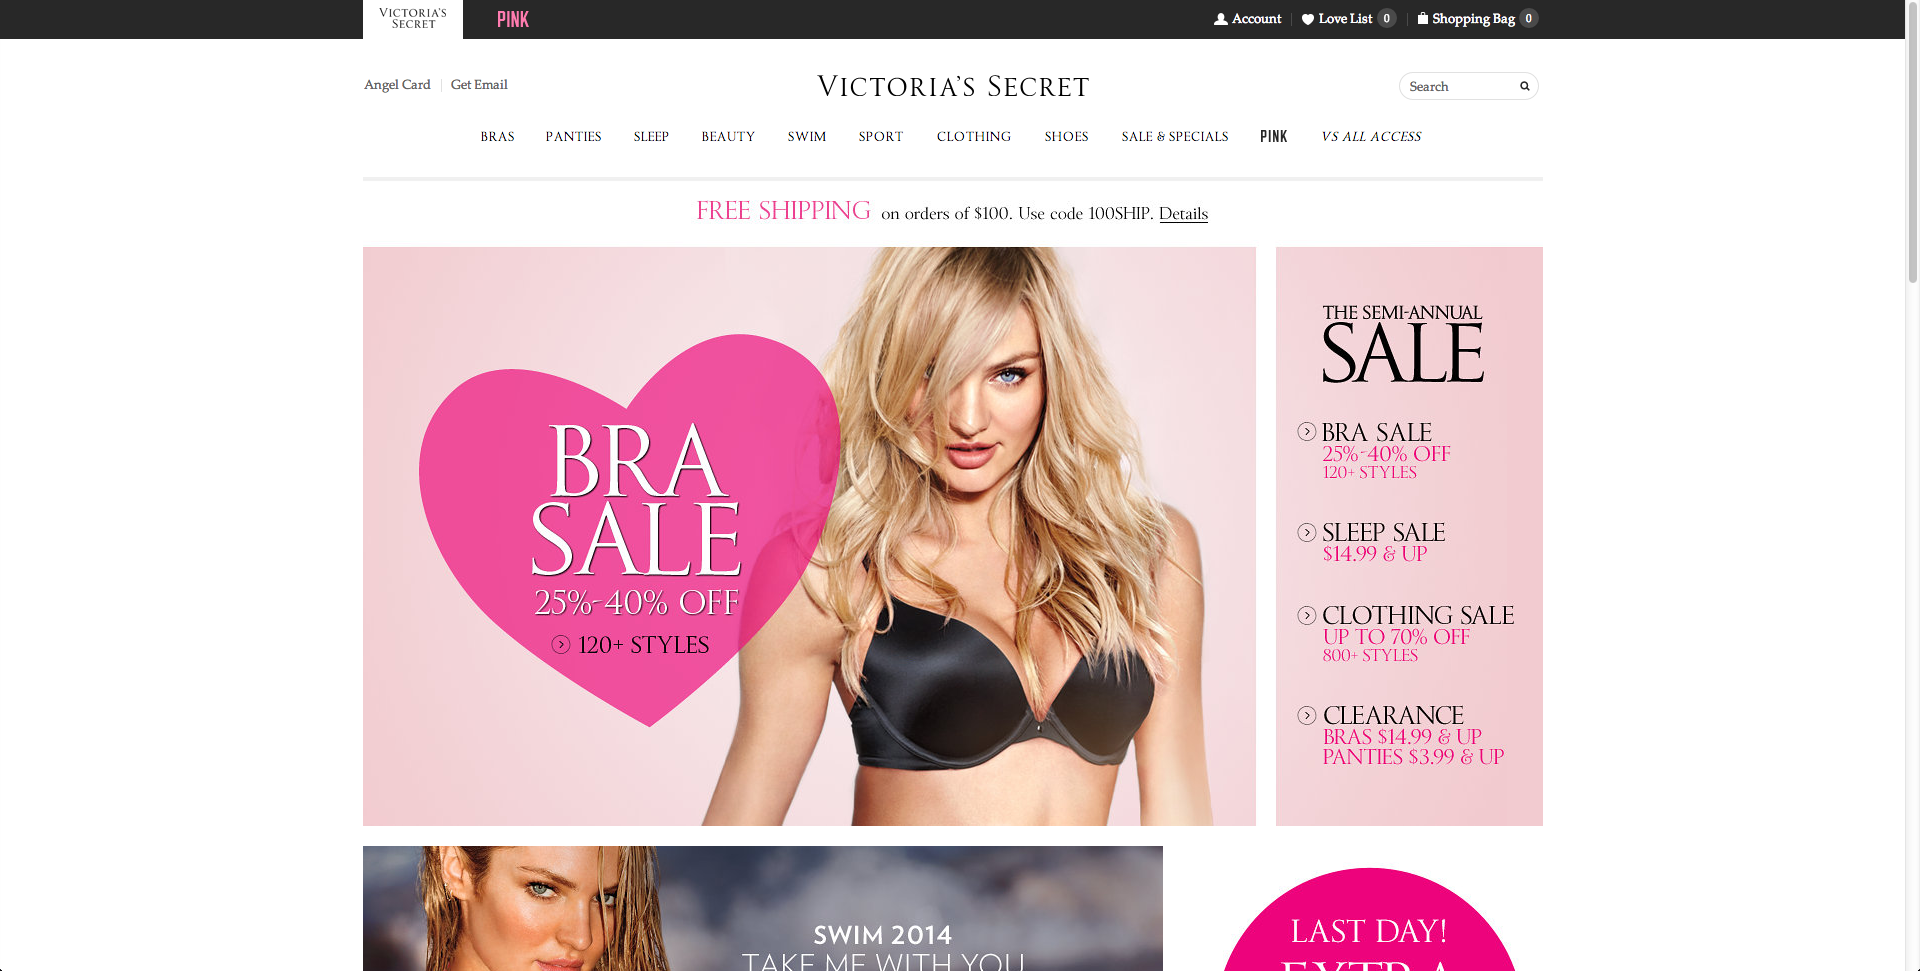 VICTORIA'S
SECRET
PINK
Account
Love List 0
Shopping Bag 0
Angel Card
Get Email
VICTORIA'S SECRET
Search
BRAS PANTIES SLEEP BEAUTY SWIM SPORT CLOTHING SHOES SALE & SPECIALS PINK VS ALL ACCESS
FREE SHIPPING on orders of $100. Use code 100SHIP. Details
BRA
SALE
25%-40% OFF
120+ STYLES
THE SEMI-ANNUAL
SALE
BRA SALE
25%-40% OFF
120+ STYLES
SLEEP SALE
$14.99 & UP
CLOTHING SALE
UP TO 70% OFF
800+ STYLES
CLEARANCE
BRAS $14.99 & UP
PANTIES $3.99 & UP
SWIM 2014
TAKE ME WITH YOU
LAST DAY!
EXTRA